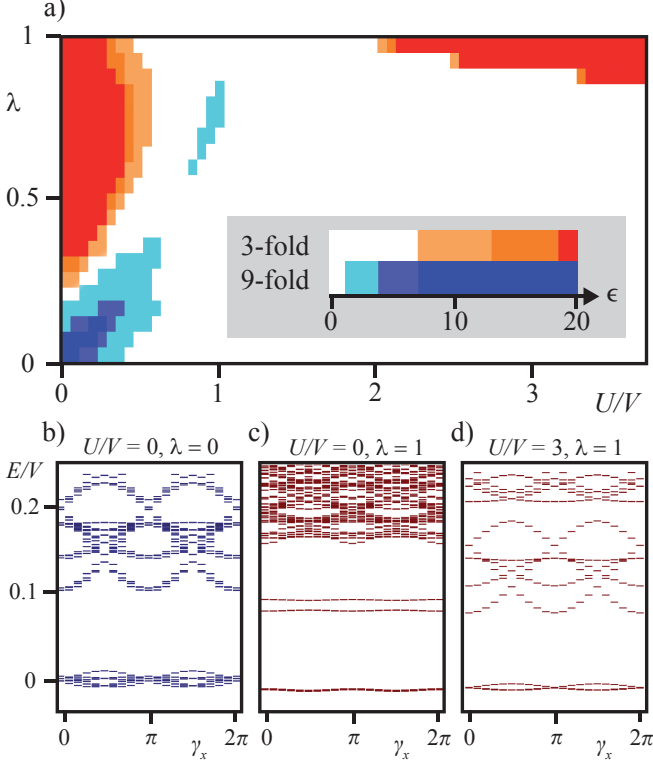 a)
1
λ
0.5
0
3-fold
9-fold
ϵ
0 10 20
0 1 2 3 U/V
b) c) d)
U/V = 0, λ = 0 U/V = 0, λ = 1 U/V = 3, λ = 1
E/V
0.2
0.1
0
0 π γx 2π 0 π γx 2π 0 π γx 2π